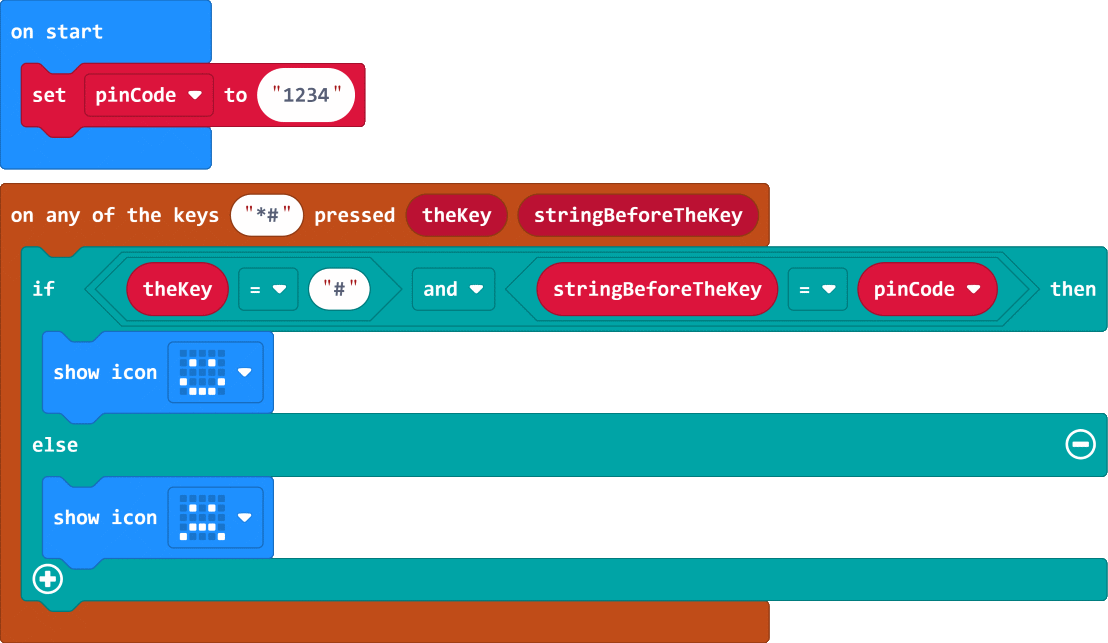 on start
set pinCode to "1234"
on any of the keys "*#" pressed theKey stringBeforeTheKey
if theKey = "#" and stringBeforeTheKey = pinCode then
show icon
else
show icon